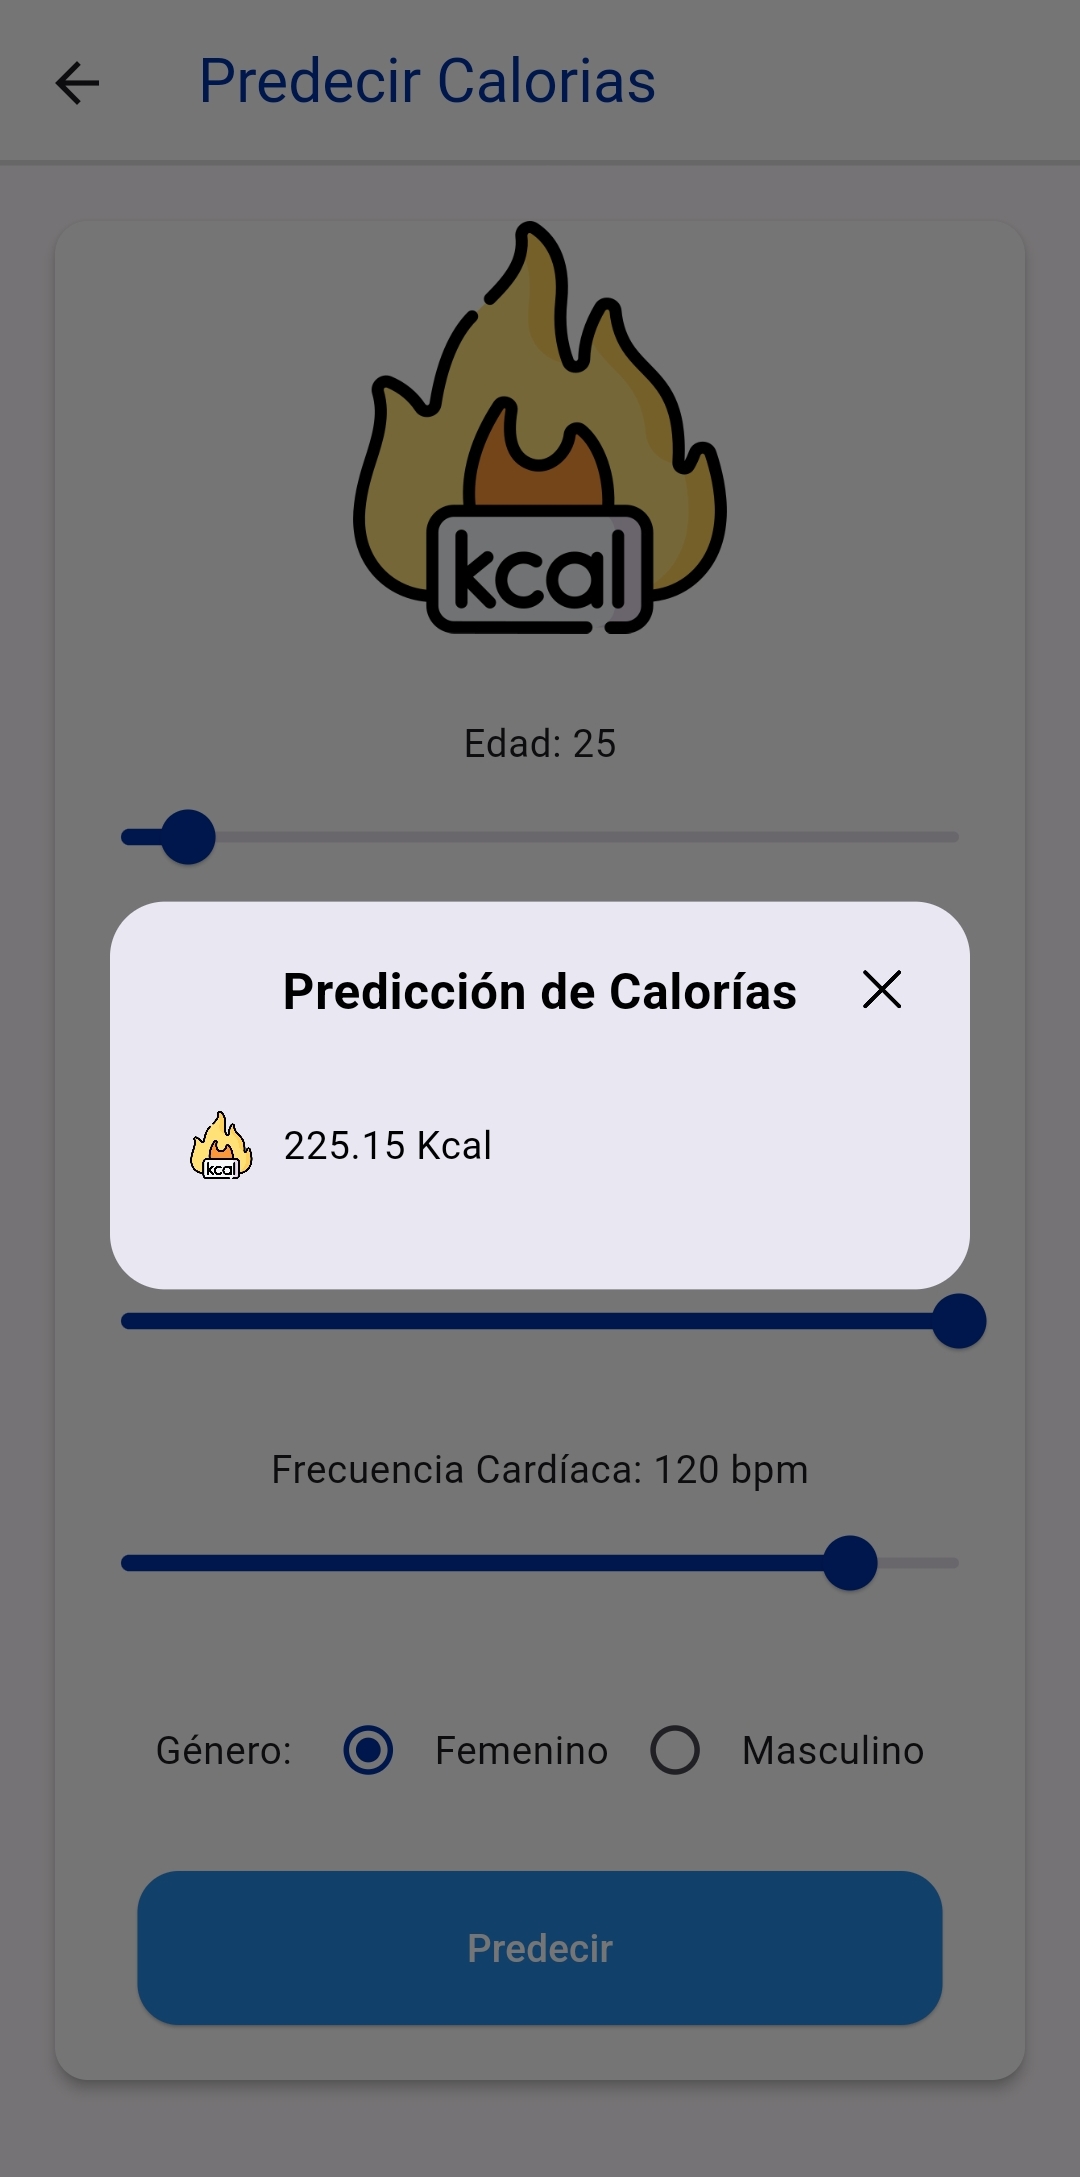 Predecir Calorias
kcal
Edad: 25
Predicción de Calorías
kcal
225.15 Kcal
Frecuencia Cardíaca: 120 bpm
Género: Femenino Masculino
Predecir